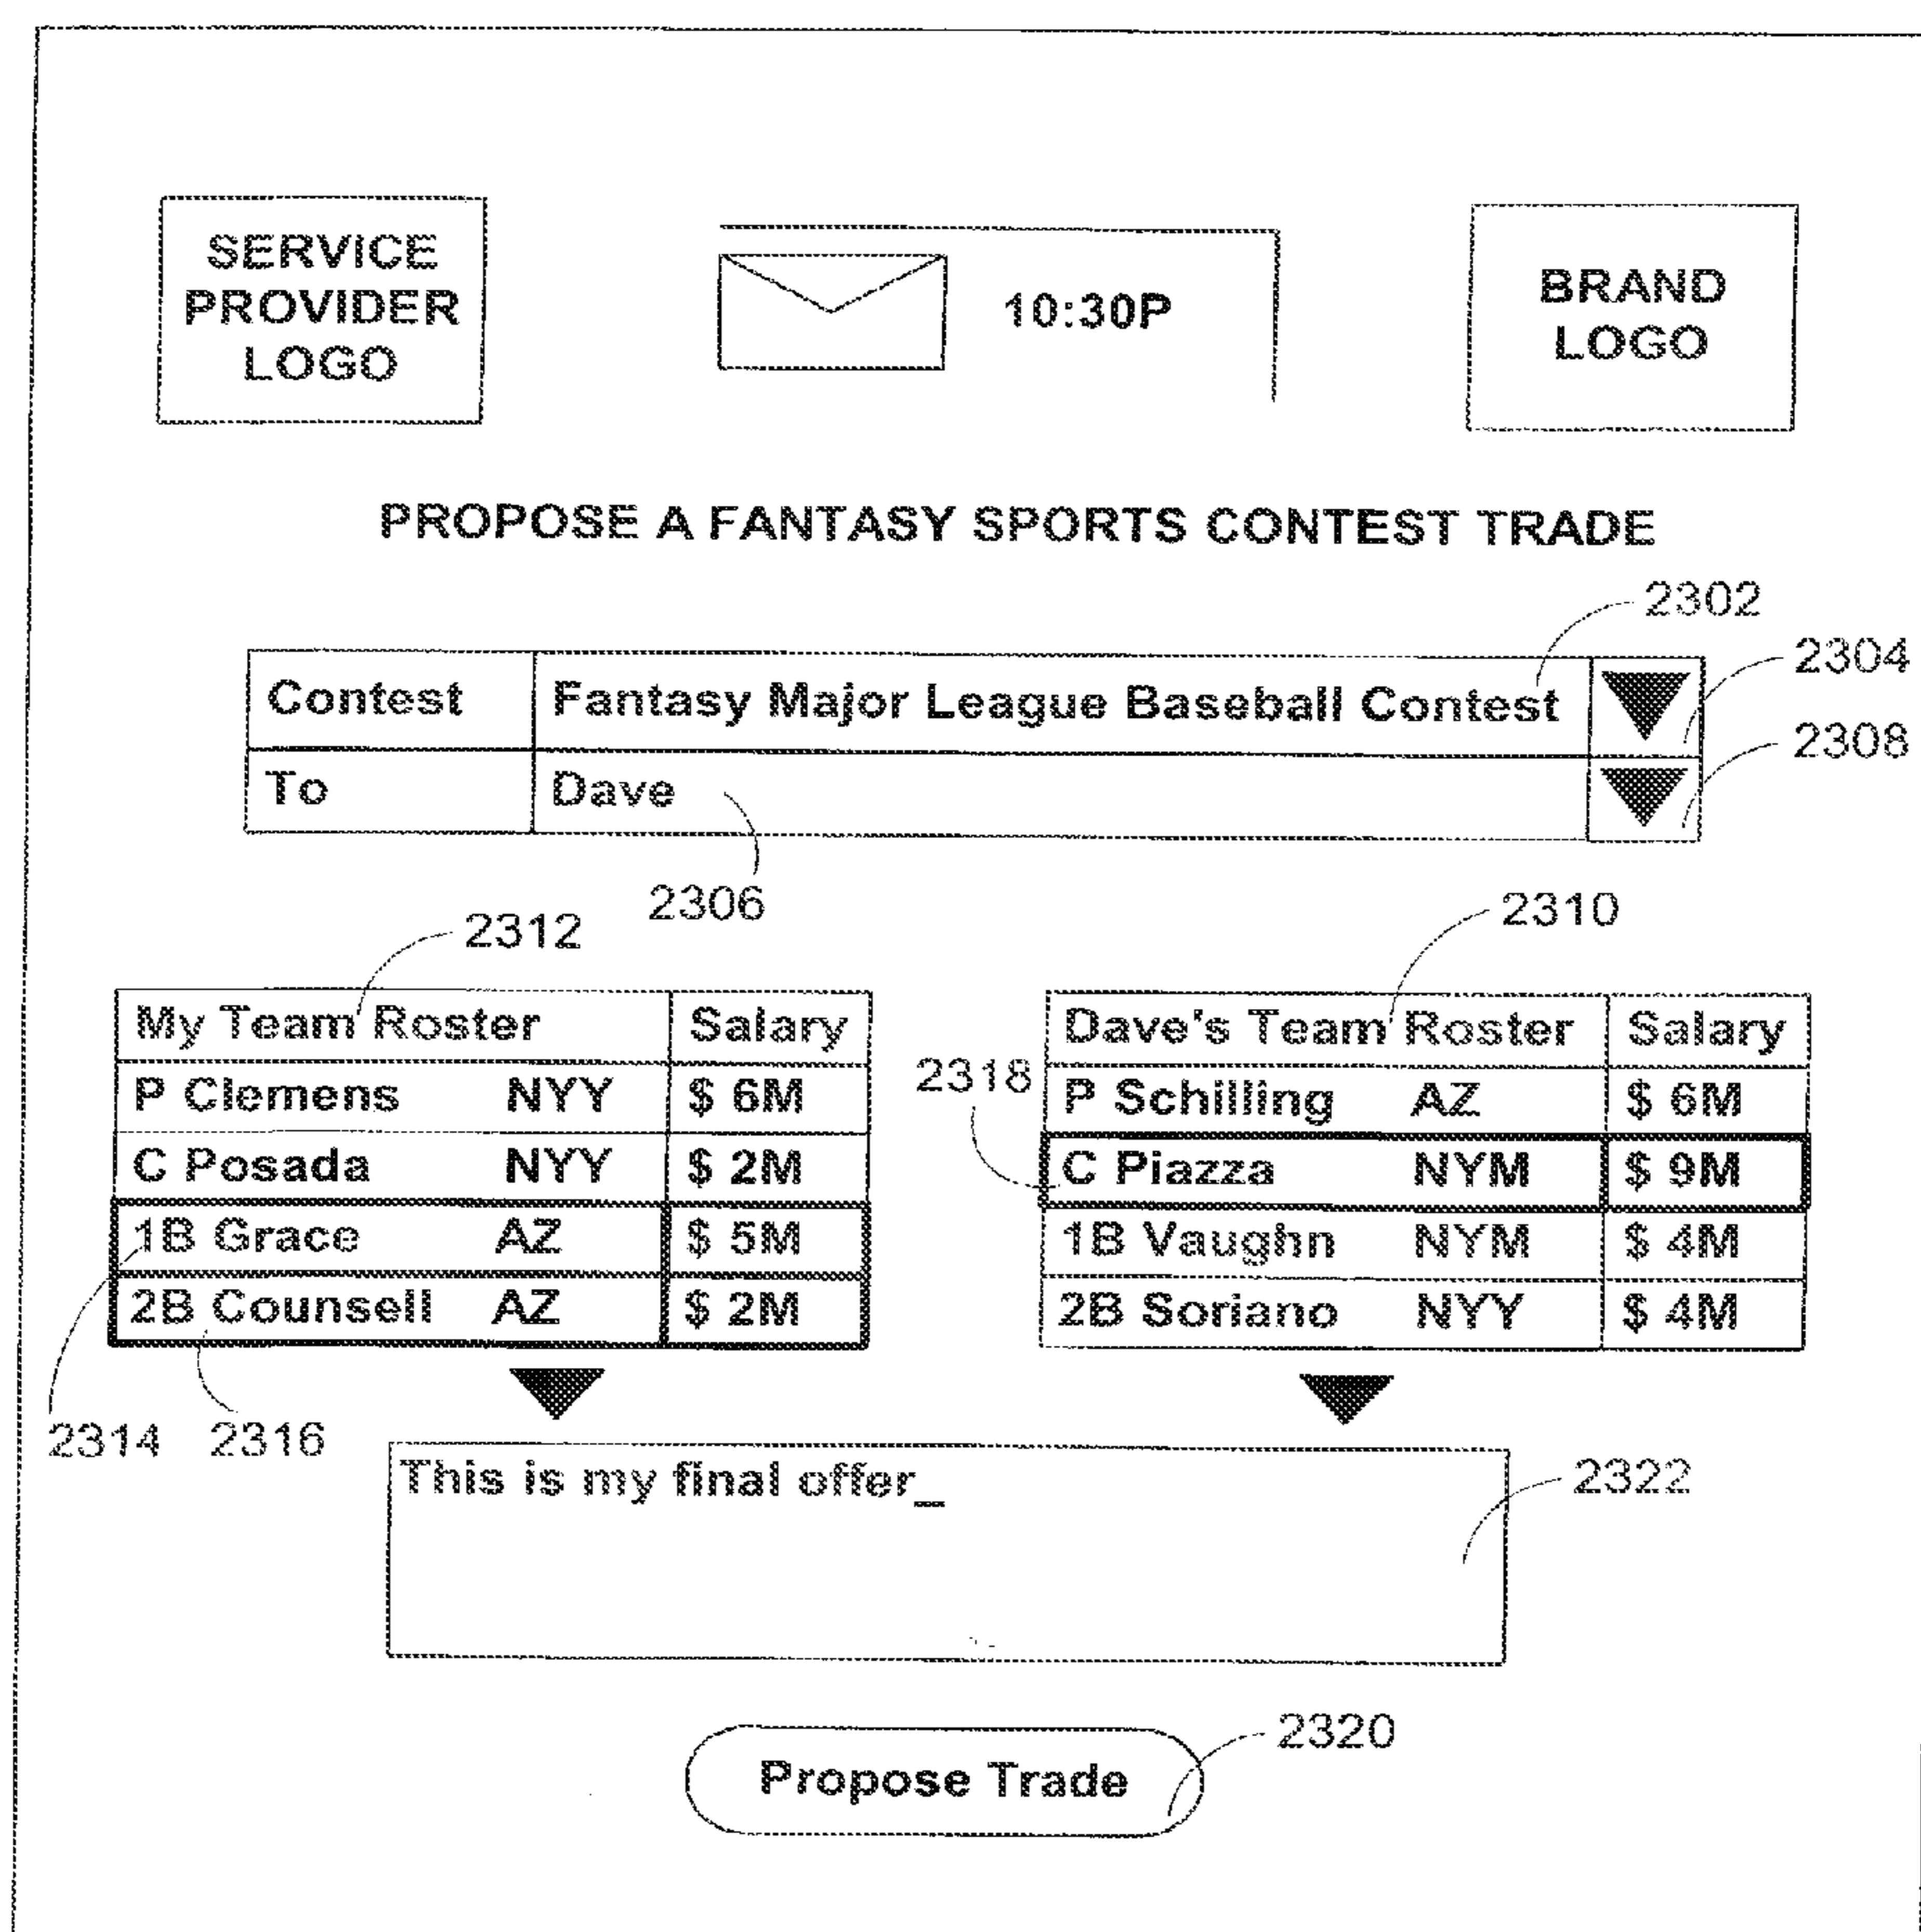 SERVICE
PROVIDER
LOGO
10:30P
BRAND
LOGO
PROPOSE A FANTASY SPORTS CONTEST TRADE
2302
2304
Contest Fantasy Major League Baseball Contest
2308
To Dave
2306
2312
2310
My Team Roster Salary
P Clemens NYY $ 6M
C Posada NYY $ 2M
1B Grace AZ $ 5M
2B Counsell AZ $ 2M
2314 2316
Dave's Team Roster Salary
2318
P Schilling AZ $ 6M
C Piazza NYM $ 9M
1B Vaughn NYM $ 4M
2B Soriano NYY $ 4M
This is my final offer_
2322
2320
Propose Trade